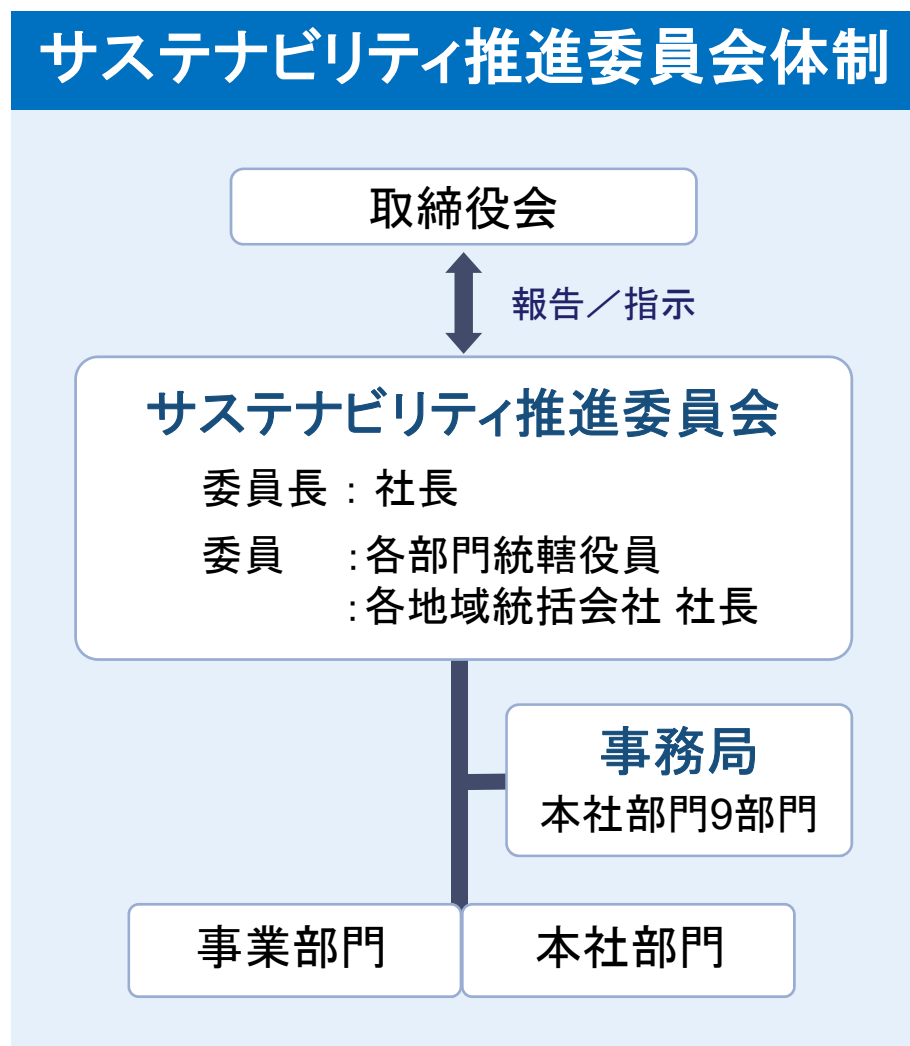 サステナビリティ推進委員会体制
取締役会
報告／指示
サステナビリティ推進委員会
委員長 : 社長
委員 :各部門統轄役員
:各地域統括会社 社長
事務局
本社部門9部門
事業部門
本社部門